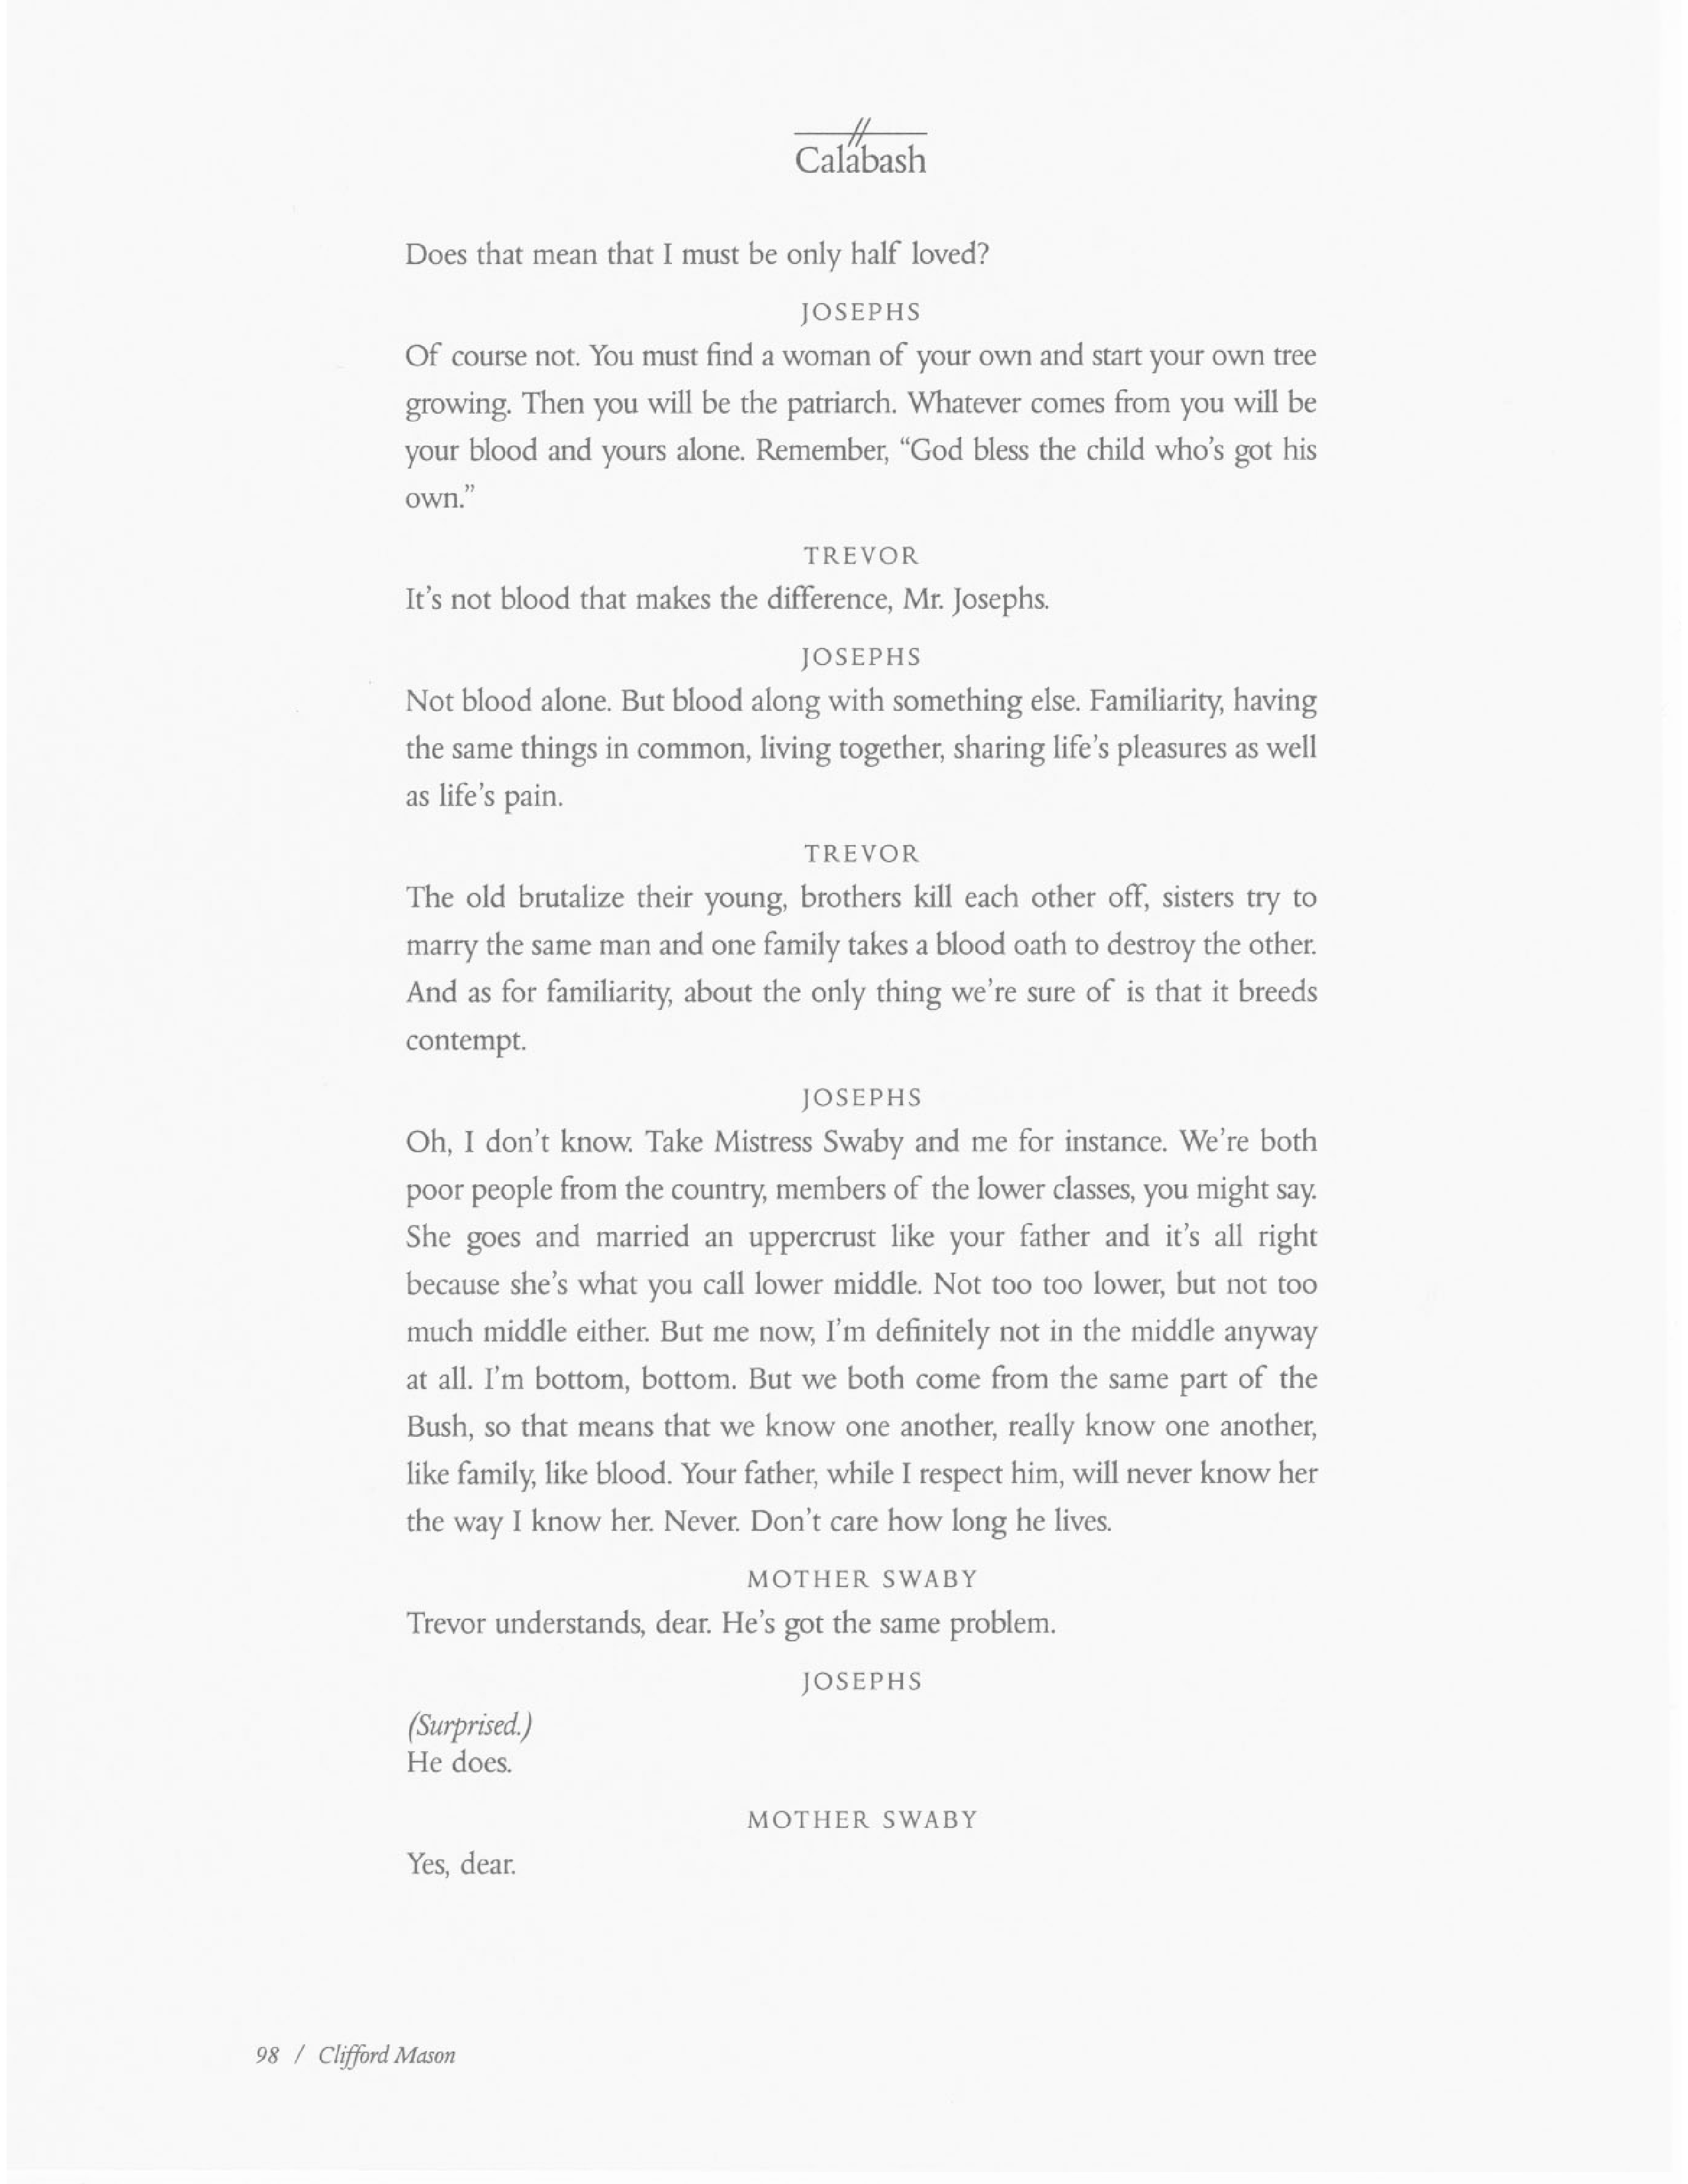 Calabash
Does that mean that I must be only half loved?
JOSEPHS
Of course not. You must find a woman of your own and start your own tree
growing. Then you will be the patriarch. Whatever comes from you will be
your blood and yours alone. Remember, “God bless the child who’s got his
own.”
TREVOR
It’s not blood that makes the difference, Mr. Josephs.
JOSEPHS
Not blood alone. But blood along with something else. Familiarity, having
the same things in common, living together, sharing life’s pleasures as well
as life’s pain.
TREVOR
The old brutalize their young, brothers kill each other off, sisters try to
marry the same man and one family takes a blood oath to destroy the other.
And as for familiarity, about the only thing we’re sure of is that it breeds
contempt.
JOSEPHS
Oh, I don’t know. Take Mistress Swaby and me for instance. We’re both
poor people from the country, members of the lower classes, you might say.
She goes and married an uppercrust like your father and it’s all right
because she’s what you call lower middle. Not too too lower, but not too
much middle either. But me now, I’m definitely not in the middle anyway
at all. I’m bottom, bottom. But we both come from the same part of the
Bush, so that means that we know one another, really know one another,
like family, like blood. Your father, while I respect him, will never know her
the way I know her. Never. Don’t care how long he lives.
MOTHER SWABY
Trevor understands, dear. He’s got the same problem.
JOSEPHS
(Surprised.)
He does.
MOTHER SWABY
Yes, dear.
98 / Clifford Mason